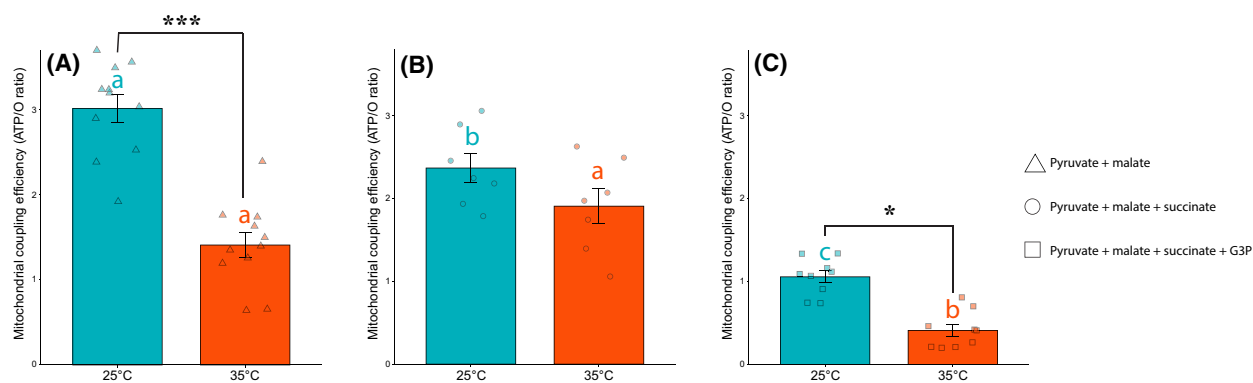 ***
(A)
a
a
Mitochondrial coupling efficiency (ATP/O ratio)
3
2
1
0
25°C
35°C
(B)
b
a
Mitochondrial coupling efficiency (ATP/O ratio)
3
2
1
0
25°C
35°C
(C)
*
c
b
Mitochondrial coupling efficiency (ATP/O ratio)
3
2
1
0
25°C
35°C
Pyruvate + malate
Pyruvate + malate + succinate
Pyruvate + malate + succinate + G3P